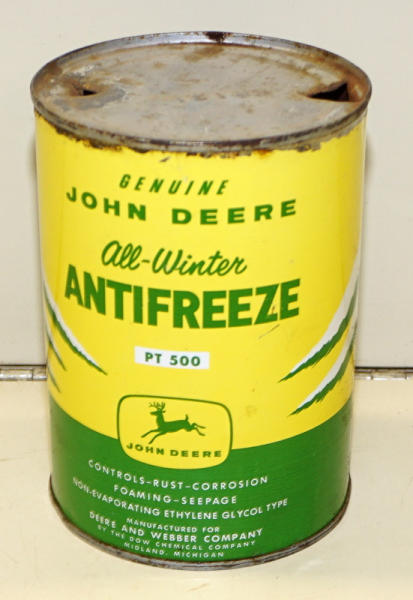 GENUINE
JOHN DEERE
All-Winter
ANTIFREEZE
PT 500
JOHN DEERE
CONTROLS-RUST-CORROSION
FOAMING-SEEPAGE
NON-EVAPORATING ETHYLENE GLYCOL TYPE
MANUFACTURED FOR
DEERE AND WEBBER COMPANY
BY THE DOW CHEMICAL COMPANY
MIDLAND, MICHIGAN